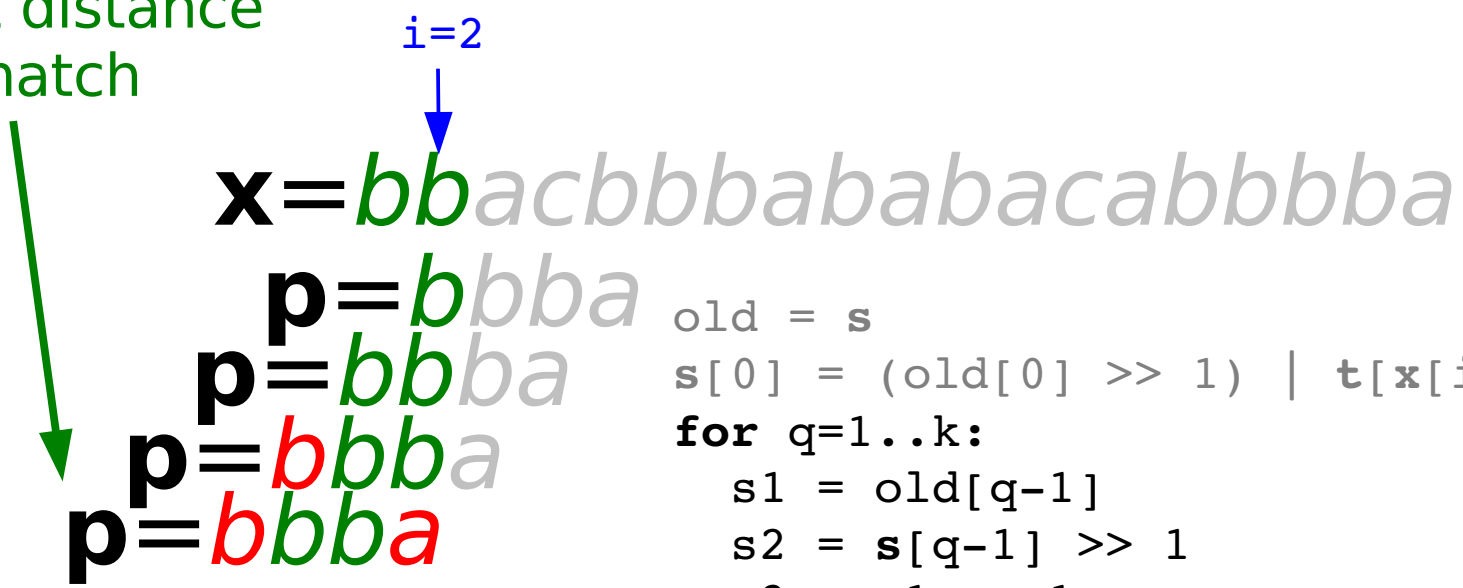 distance
i=2
x=bbacbbbababacabbbba
p=bbba
old = s
p=bbba
s[0] = (old[0] >> 1) | t[x[i
for q=1..k:
p=bbba
s1 = old[q-1]
p=bbba
s2 = s[q-1] >> 1